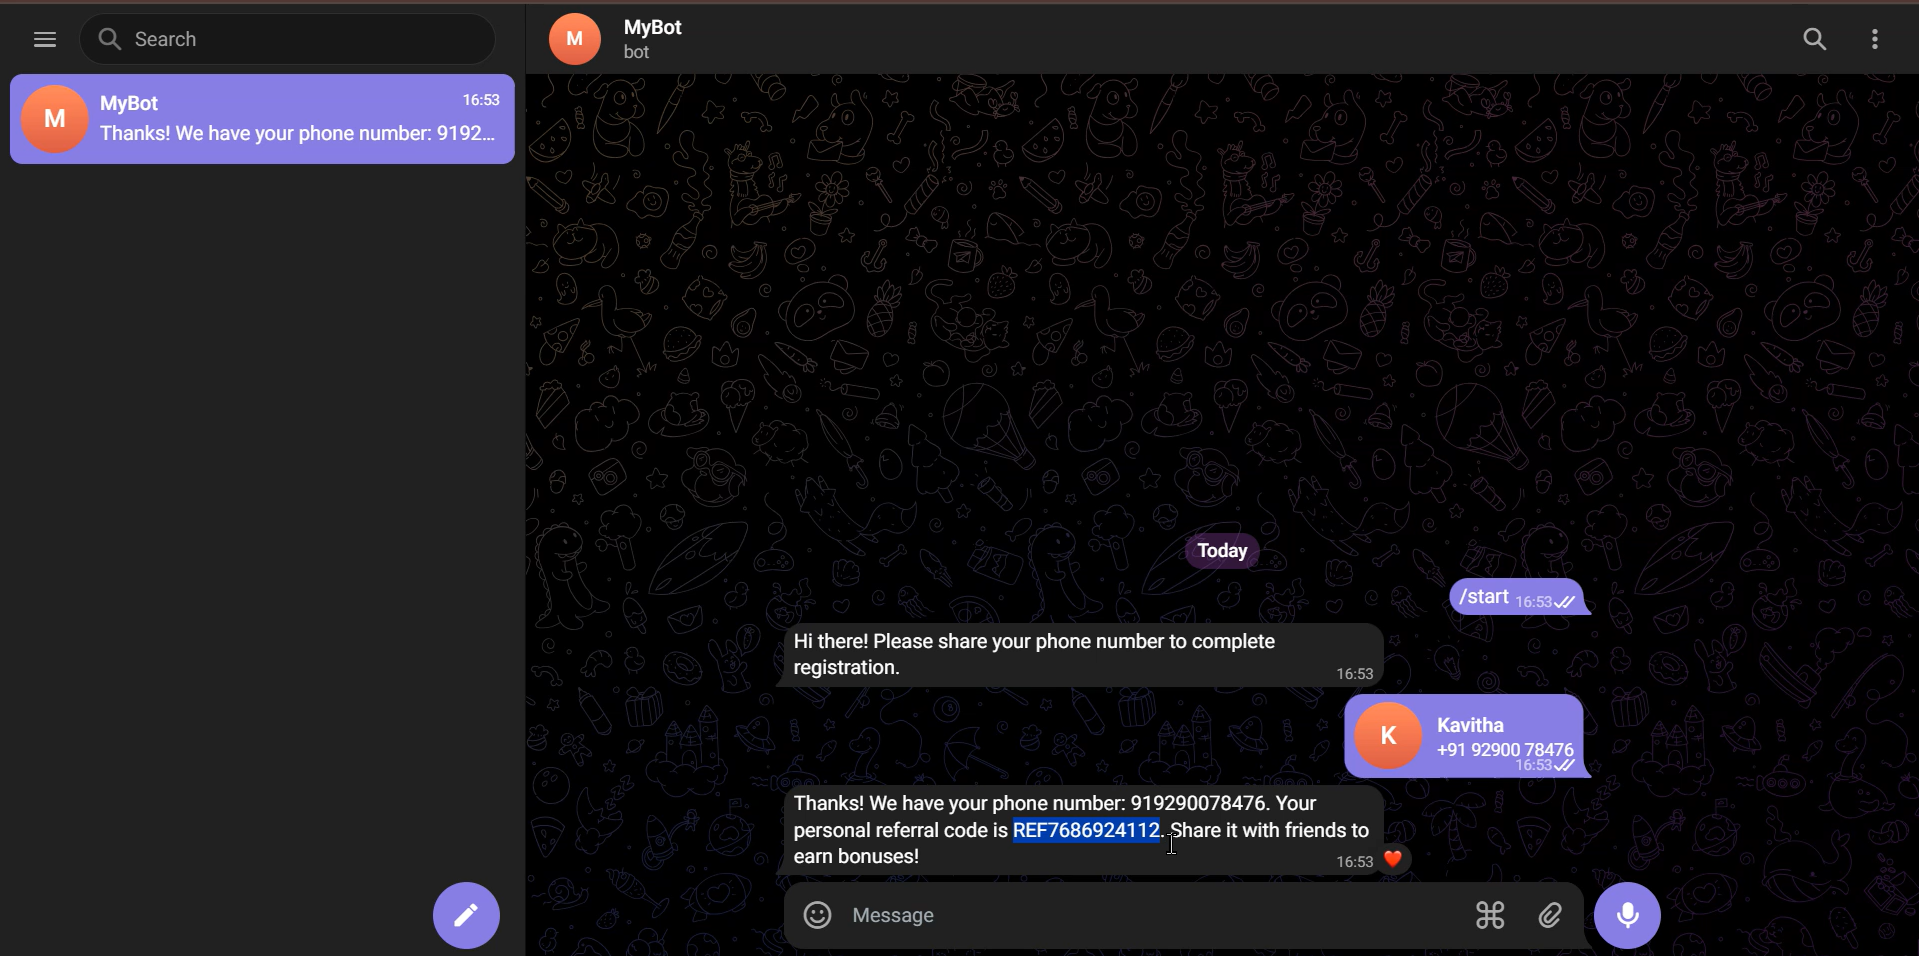 Search
M
MyBot
16:53
Thanks! We have your phone number: 9192...
M
MyBot
bot
Today
/start 16:53
Hi there! Please share your phone number to complete
registration.
16:53
K
Kavitha
+91 92900 78476
16:53
Thanks! We have your phone number: 919290078476. Your
personal referral code is REF7686924112. Share it with friends to
earn bonuses!
16:53
Message